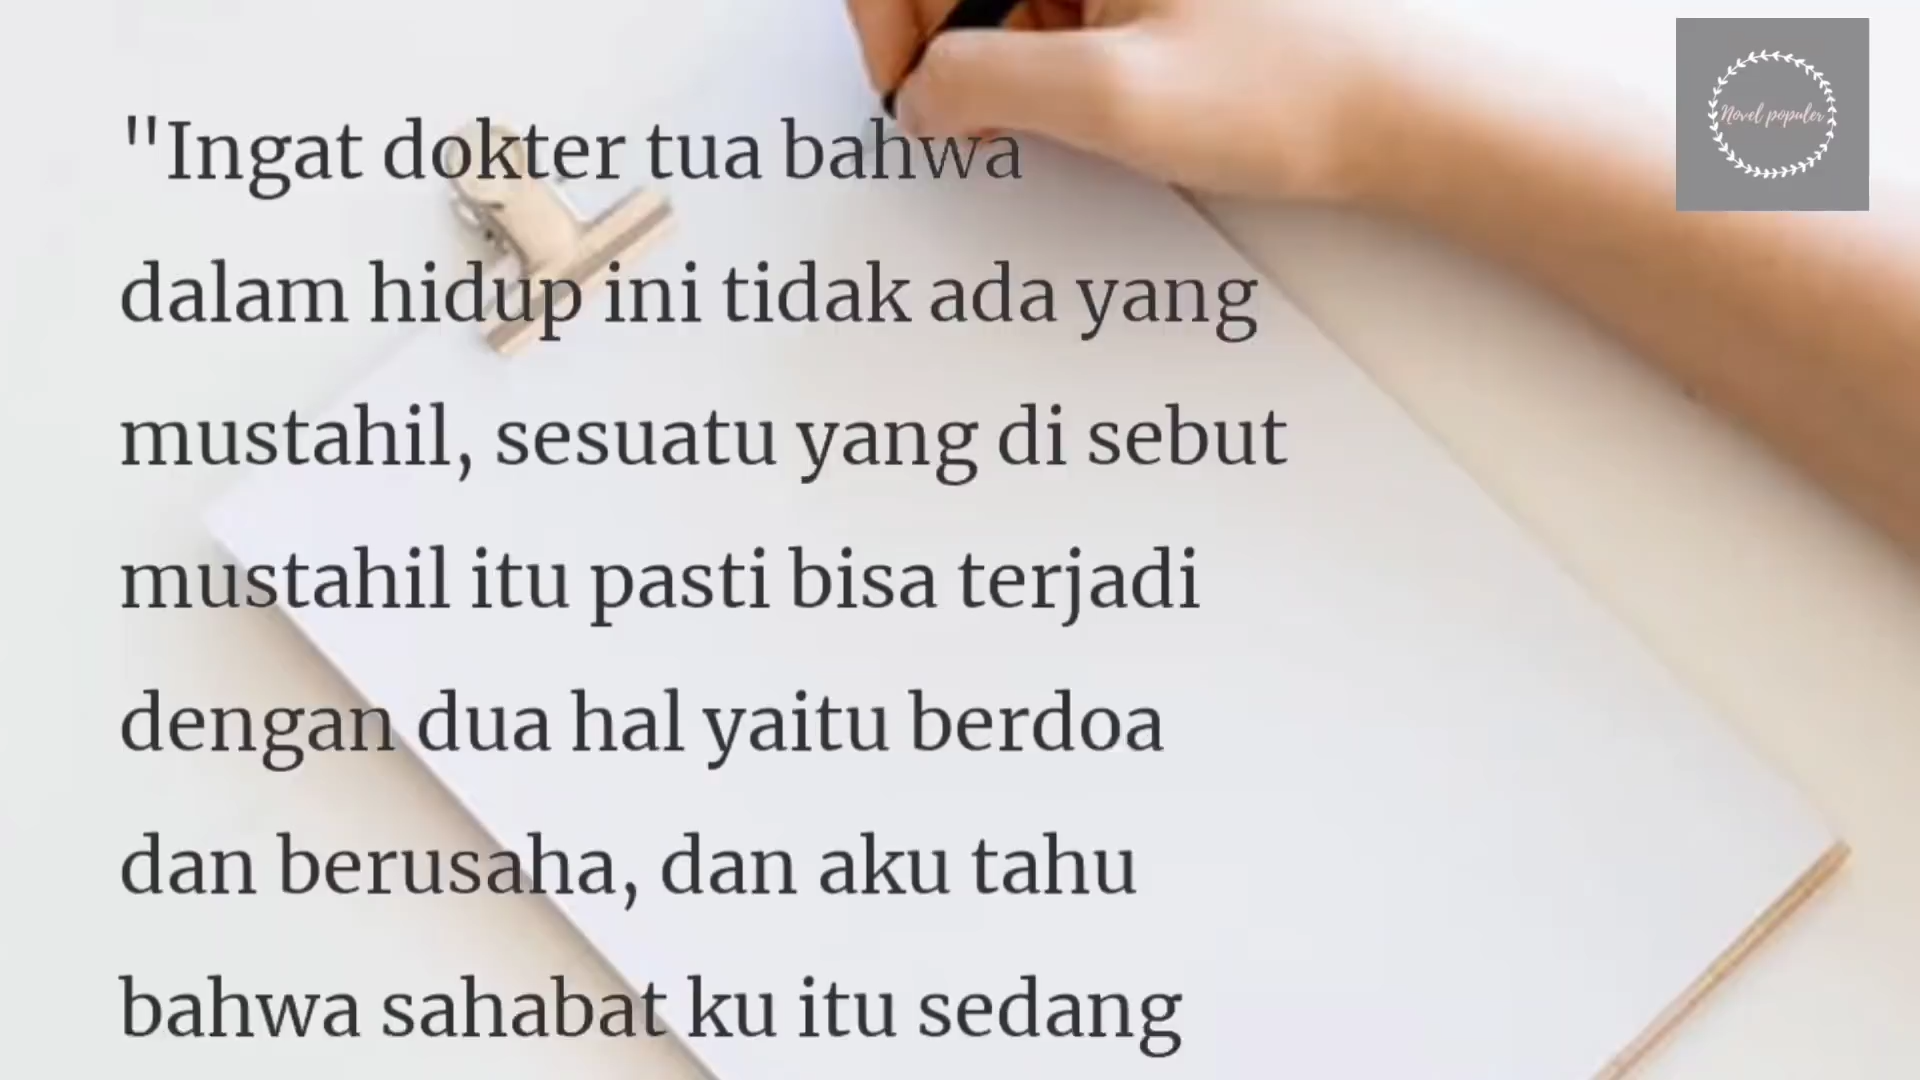 "Ingat dokter tua bahwa
dalam hidup ini tidak ada yang
mustahil, sesuatu yang di sebut
mustahil itu pasti bisa terjadi
dengan dua hal yaitu berdoa
dan berusaha, dan aku tahu
bahwa sahabat ku itu sedang
Novel populer